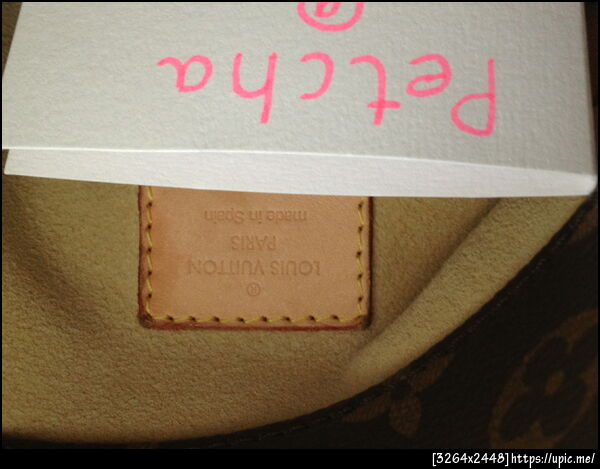 @
Petcha
®
LOUIS VUITTON
PARIS
made in Spain
[3264x2448]https://upic.me/